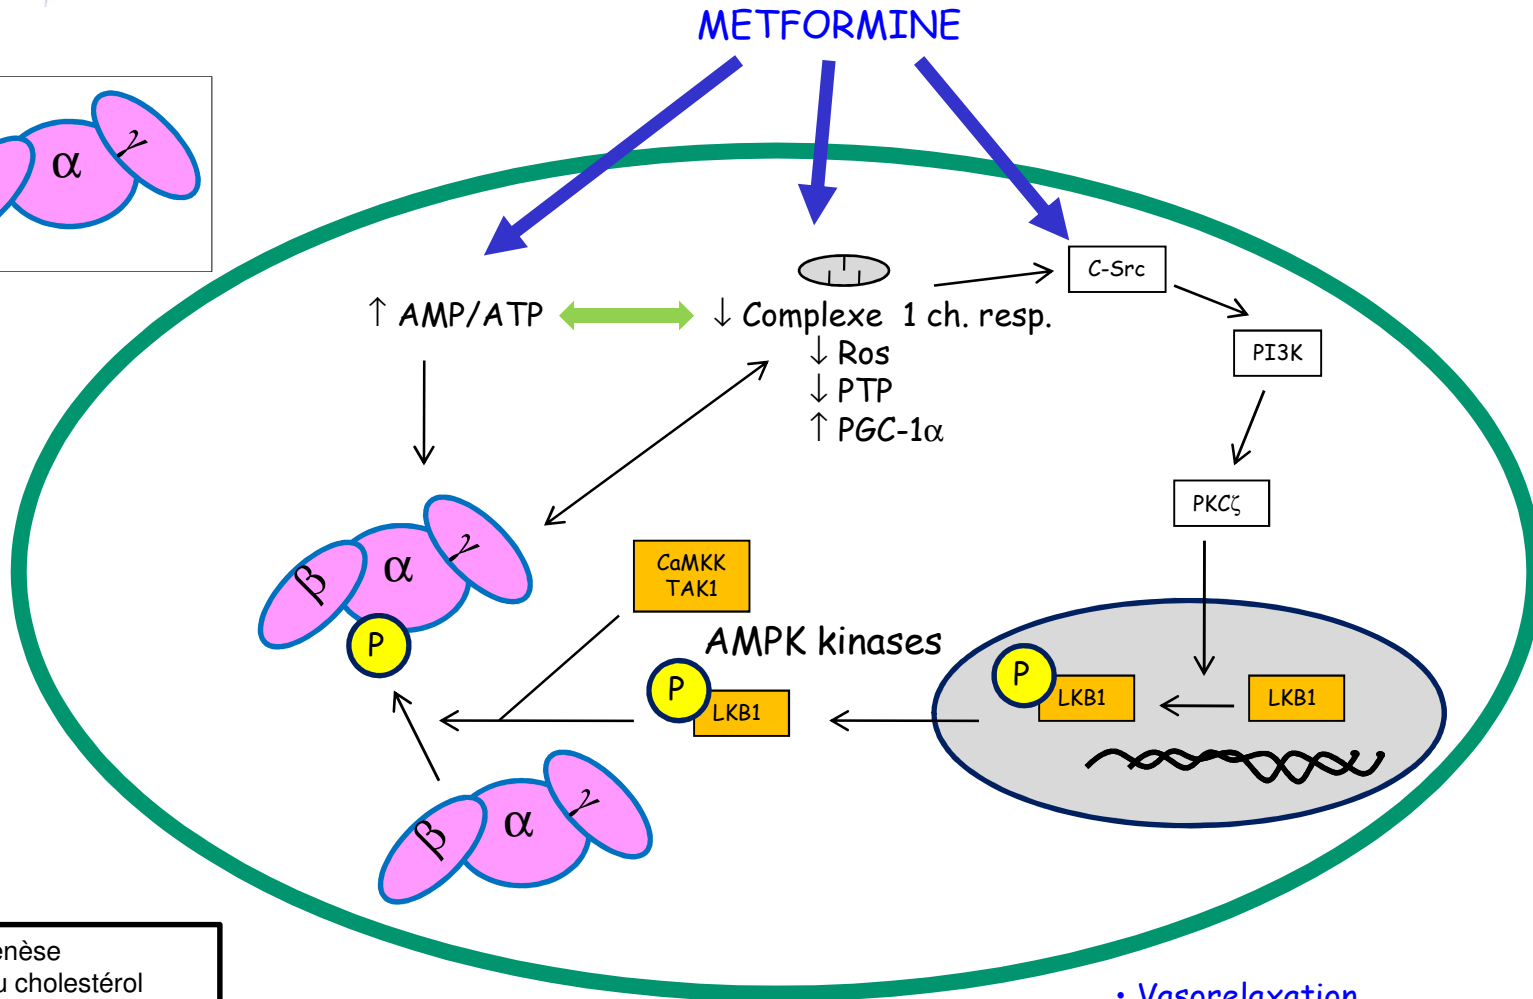 METFORMINE
α
γ
C-Src
↑ AMP/ATP
↓ Complexe 1 ch. resp.
↓ Ros
↓ PTP
↑ PGC-1α
PI3K
PKCζ
β
α
γ
P
CaMKK
TAK1
AMPK kinases
P
LKB1
P
LKB1
LKB1
β
α
γ
u cholestérol
• Vasorelaxation